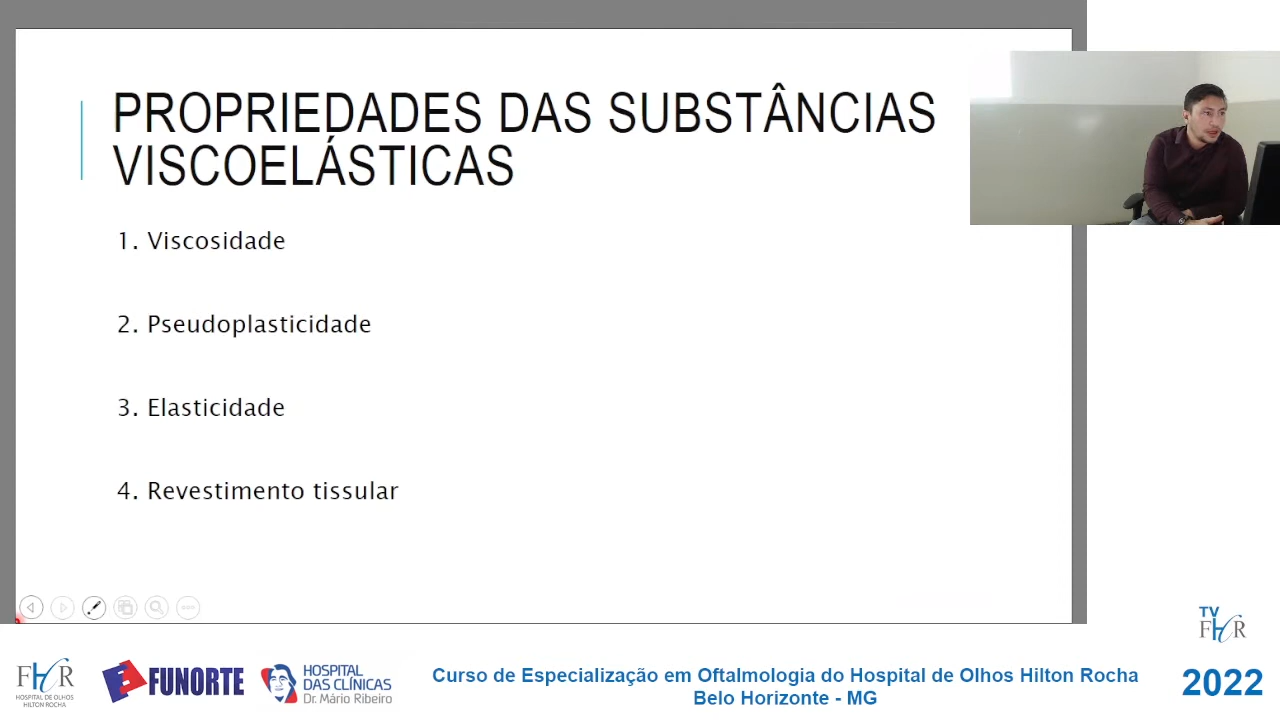 PROPRIEDADES DAS SUBSTÂNCIAS
VISCOELÁSTICAS
1. Viscosidade
2. Pseudoplasticidade
3. Elasticidade
4. Revestimento tissular
TV
FHR
FHR
HOSPITAL DE OLHOS
HILTON ROCHA
FUNORTE
HOSPITAL
DAS CLÍNICAS
Dr. Mário Ribeiro
Curso de Especialização em Oftalmologia do Hospital de Olhos Hilton Rocha
Belo Horizonte - MG
2022